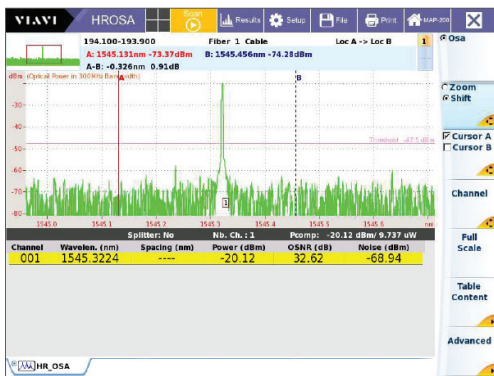 VIAVI HROSA Scan Results Setup File Print MAP-200
194.100-193.900 Fiber 1 Cable Loc A -> Loc B 1
A: 1545.131nm -73.37dBm B: 1545.456nm -74.28dBm
A-B: -0.326nm 0.91dB
dBm (Optical Power in 300MHz Bandwidth)
A B
-30
-40
Threshold -47.5 dBm
-50
-60
-70
-80
1
1545.0 1545.1 1545.2 1545.3 1545.4 1545.5 1545.6 nm
Splitter: No Nb. Ch. : 1 Pcomp: -20.12 dBm/ 9.737 uW
Channel Wavelen. (nm) Spacing (nm) Power (dBm) OSNR (dB) Noise (dBm)
001 1545.3224 ---- -20.12 32.62 -68.94
HR_OSA
Osa
Zoom
Shift
Cursor A
Cursor B
Channel
Full
Scale
Table
Content
Advanced